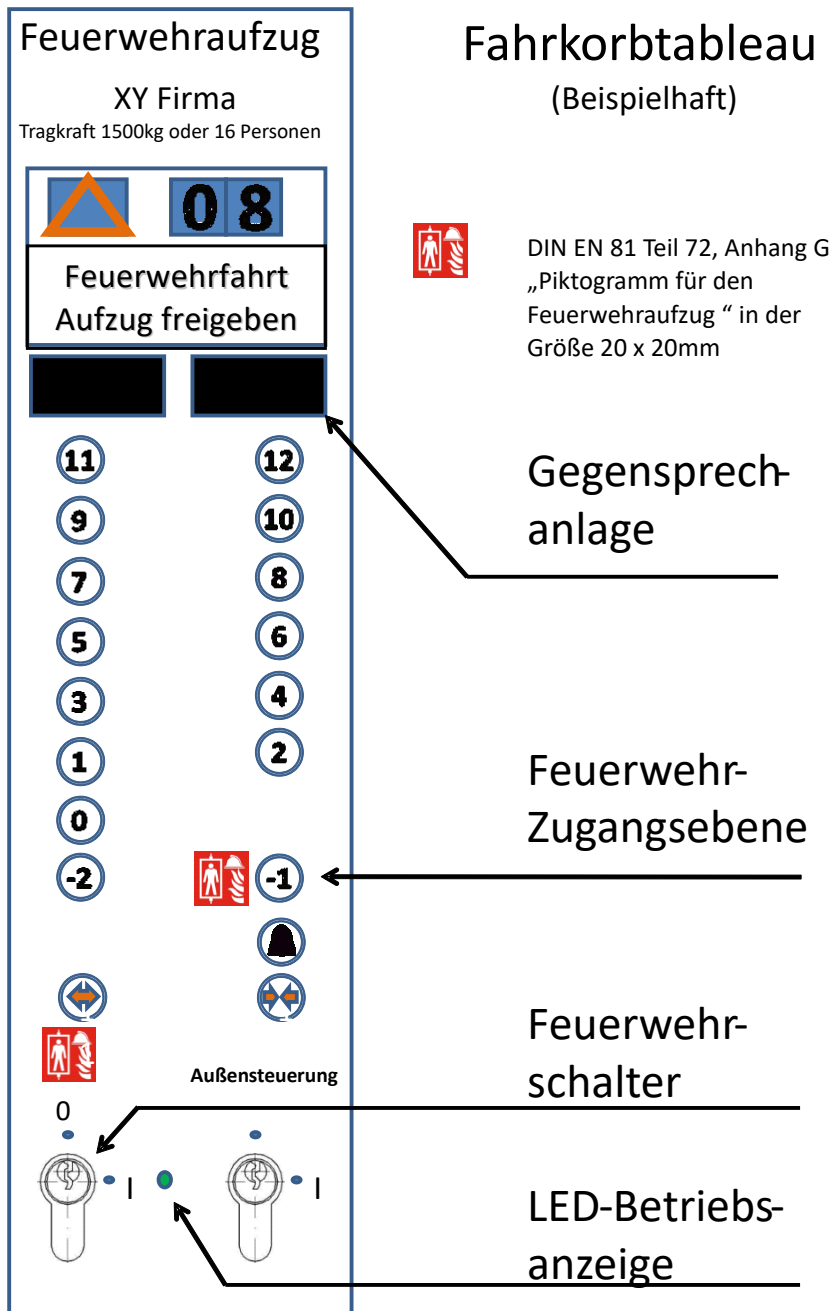 Feuerwehraufzug
XY Firma
Tragkraft 1500kg oder 16 Personen
08
Feuerwehrfahrt
Aufzug freigeben
11 12
9 10
7 8
5 6
3 4
1 2
0
-2 -1
Außensteuerung
0
I I
Fahrkorbtableau
(Beispielhaft)
DIN EN 81 Teil 72, Anhang G
„Piktogramm für den
Feuerwehraufzug “ in der
Größe 20 x 20mm
Gegensprech-
anlage
Feuerwehr-
Zugangsebene
Feuerwehr-
schalter
LED-Betriebs-
anzeige